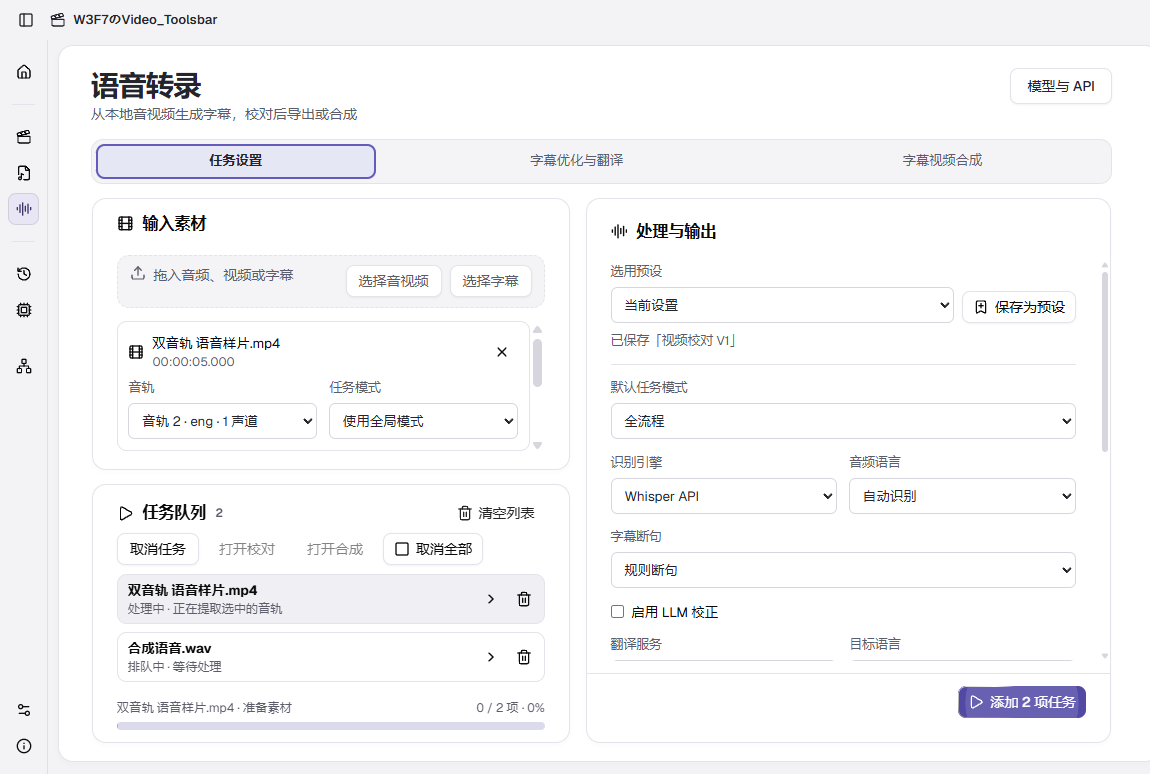 W3F7のVideo_Toolsbar
语音转录
从本地音视频生成字幕，校对后导出或合成
模型与 API
任务设置
字幕优化与翻译
字幕视频合成
输入素材
拖入音频、视频或字幕
选择音视频
选择字幕
双音轨 语音样片.mp4
00:00:05.000
音轨
任务模式
音轨 2 · eng · 1 声道
使用全局模式
任务队列 2
清空列表
取消任务
打开校对
打开合成
取消全部
双音轨 语音样片.mp4
处理中 · 正在提取选中的音轨
合成语音.wav
排队中 · 等待处理
双音轨 语音样片.mp4 · 准备素材
0 / 2 项 · 0%
处理与输出
选用预设
当前设置
保存为预设
已保存「视频校对 V1」
默认任务模式
全流程
识别引擎
音频语言
Whisper API
自动识别
字幕断句
规则断句
启用 LLM 校正
翻译服务
目标语言
添加 2 项任务